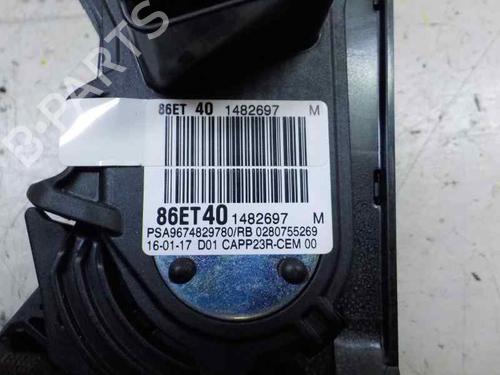 B-PARTS
86ET 40 1482697 M
86ET40 1482697 M
PSA9674829780/RB 0280755269
16-01-17 D01 CAPP23R-CEM 00